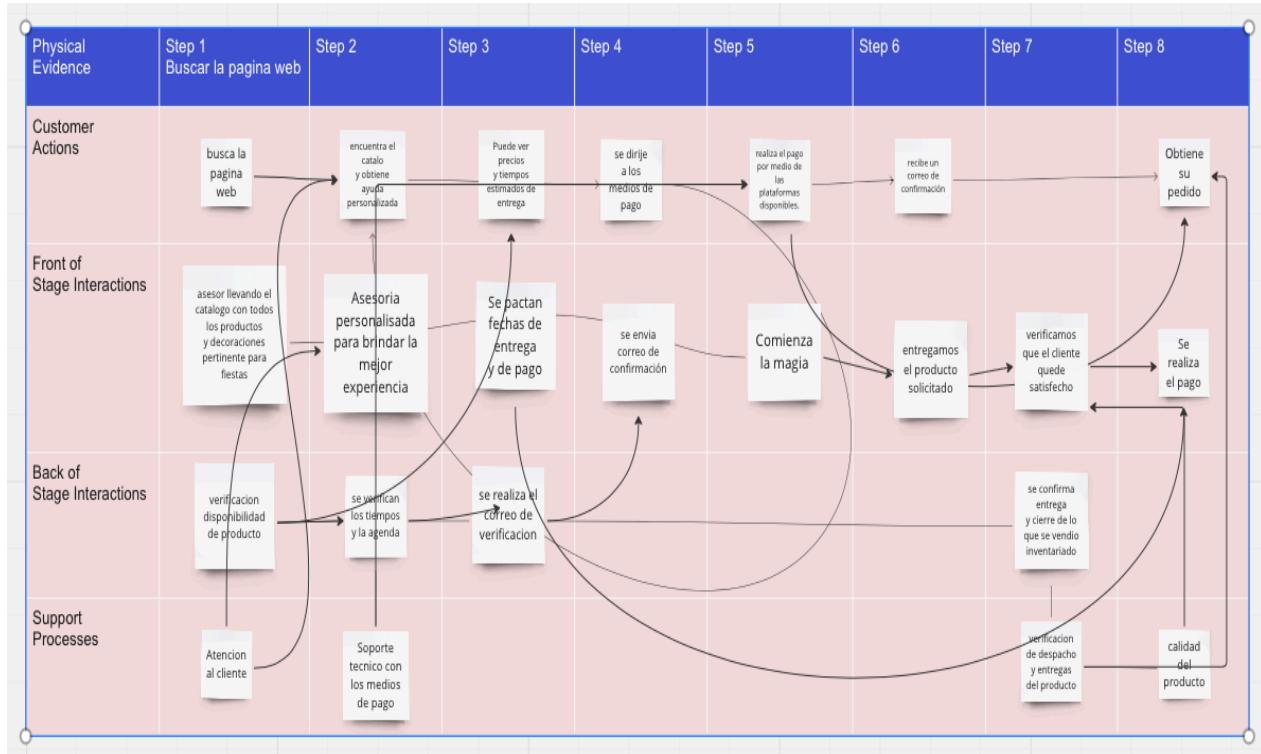 Physical
Evidence
Step 1
Buscar la pagina web
Step 2
Step 3
Step 4
Step 5
Step 6
Step 7
Step 8
Customer
Actions
busca la
pagina
web
encuentra el
catalo
y obtiene
ayuda
personalizada
Puede ver
precios
y tiempos
estimados de
entrega
se dirije
a los
medios de
pago
realiza el pago
por medio de
las
plataformas
disponibles.
recibe un
correo de
confirmación
Obtiene
su
pedido
Front of
Stage Interactions
asesor llevando el
catalogo con todos
los productos
y decoraciones
pertinente para
fiestas
Asesoria
personalisada
para brindar la
mejor
experiencia
Se pactan
fechas de
entrega
y de pago
se envia
correo de
confirmación
Comienza
la magia
entregamos
el producto
solicitado
verificamos
que el cliente
quede
satisfecho
Se
realiza
el pago
Back of
Stage Interactions
verificacion
disponibilidad
de producto
se verifican
los tiempos
y la agenda
se realiza el
correo de
verificacion
se confirma
entrega
y cierre de lo
que se vendio
inventariado
Support
Processes
Atencion
al cliente
Soporte
tecnico con
los medios
de pago
verificacion
de despacho
y entregas
del producto
calidad
del
producto